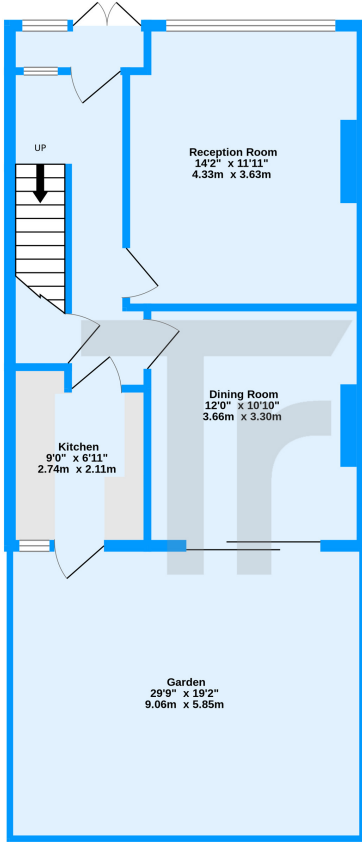 UP
Reception Room
14'2" x 11'11"
4.33m x 3.63m
Dining Room
12'0" x 10'10"
3.66m x 3.30m
Kitchen
9'0" x 6'11"
2.74m x 2.11m
Garden
29'9" x 19'2"
9.06m x 5.85m
Tr